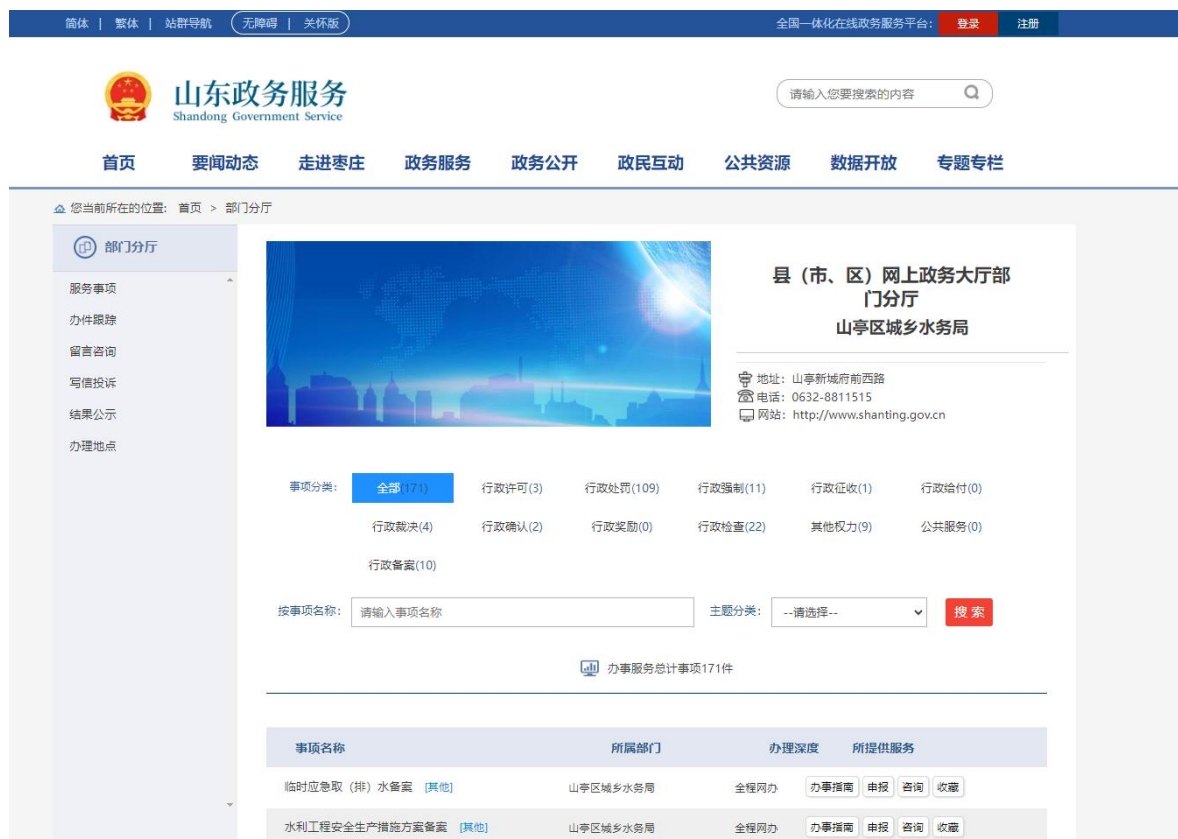 简体 | 繁体 | 站群导航 无障碍 | 关怀版 全国一体化在线政务服务平台: 登录 注册
山东政务服务
Shandong Government Service
请输入您要搜索的内容
首页 要闻动态 走进枣庄 政务服务 政务公开 政民互动 公共资源 数据开放 专题专栏
您当前所在的位置: 首页 > 部门分厅
部门分厅
服务事项
办件跟踪
留言咨询
写信投诉
结果公示
办理地点
县（市、区）网上政务大厅部
门分厅
山亭区城乡水务局
地址: 山亭新城府前西路
电话: 0632-8811515
网站: http://www.shanting.gov.cn
事项分类: 全部(171) 行政许可(3) 行政处罚(109) 行政强制(11) 行政征收(1) 行政给付(0)
行政裁决(4) 行政确认(2) 行政奖励(0) 行政检查(22) 其他权力(9) 公共服务(0)
行政备案(10)
按事项名称: 请输入事项名称 主题分类: --请选择-- 搜 索
办事服务总计事项171件
事项名称 所属部门 办理深度 所提供服务
临时应急取（排）水备案 [其他] 山亭区城乡水务局 全程网办 办事指南 申报 咨询 收藏
水利工程安全生产措施方案备案 [其他] 山亭区城乡水务局 全程网办 办事指南 申报 咨询 收藏